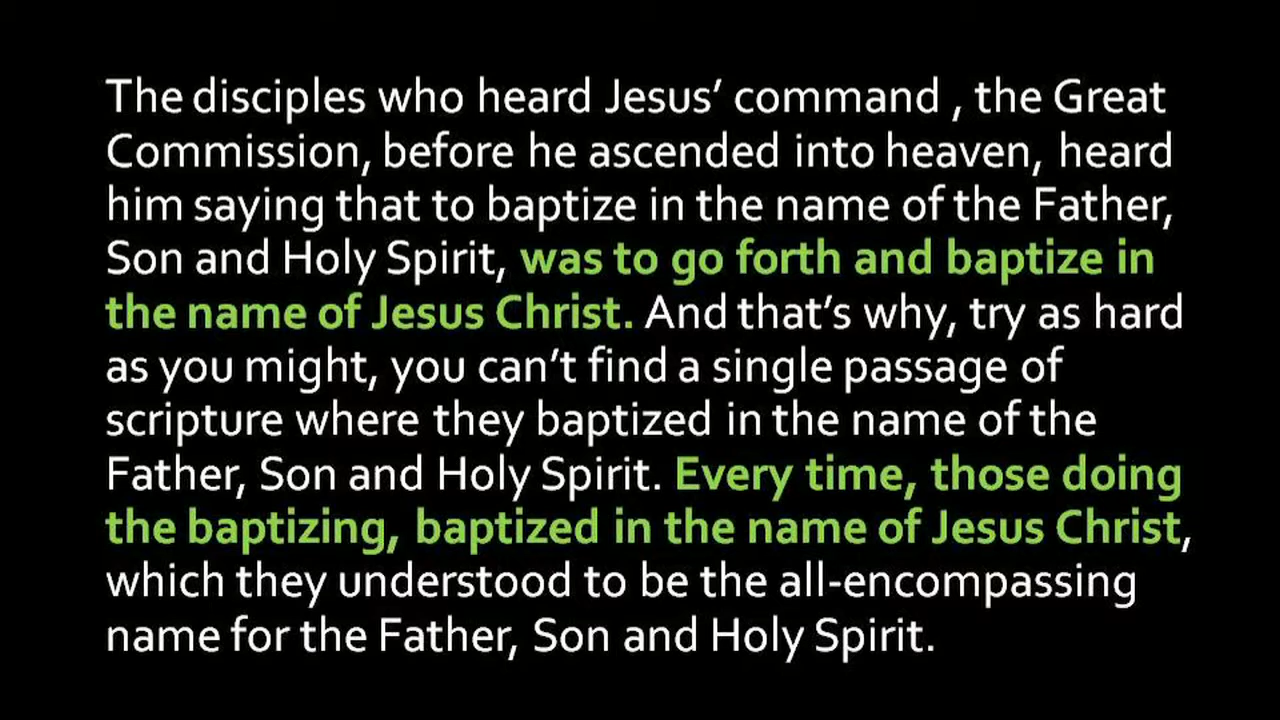 The disciples who heard Jesus’ command , the Great
Commission, before he ascended into heaven, heard
him saying that to baptize in the name of the Father,
Son and Holy Spirit, was to go forth and baptize in
the name of Jesus Christ. And that’s why, try as hard
as you might, you can’t find a single passage of
scripture where they baptized in the name of the
Father, Son and Holy Spirit. Every time, those doing
the baptizing, baptized in the name of Jesus Christ,
which they understood to be the all-encompassing
name for the Father, Son and Holy Spirit.